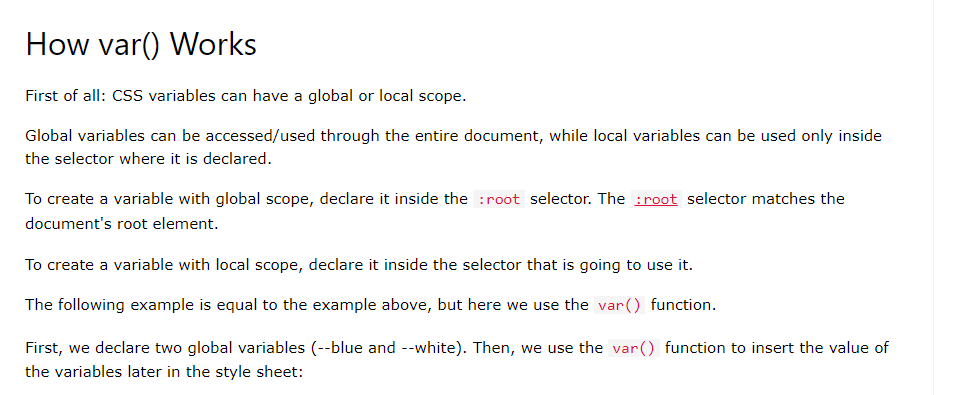 How var() Works
First of all: CSS variables can have a global or local scope.
Global variables can be accessed/used through the entire document, while local variables can be used only inside
the selector where it is declared.
To create a variable with global scope, declare it inside the :root selector. The :root selector matches the
document's root element.
To create a variable with local scope, declare it inside the selector that is going to use it.
The following example is equal to the example above, but here we use the var() function.
First, we declare two global variables (--blue and --white). Then, we use the var() function to insert the value of
the variables later in the style sheet: